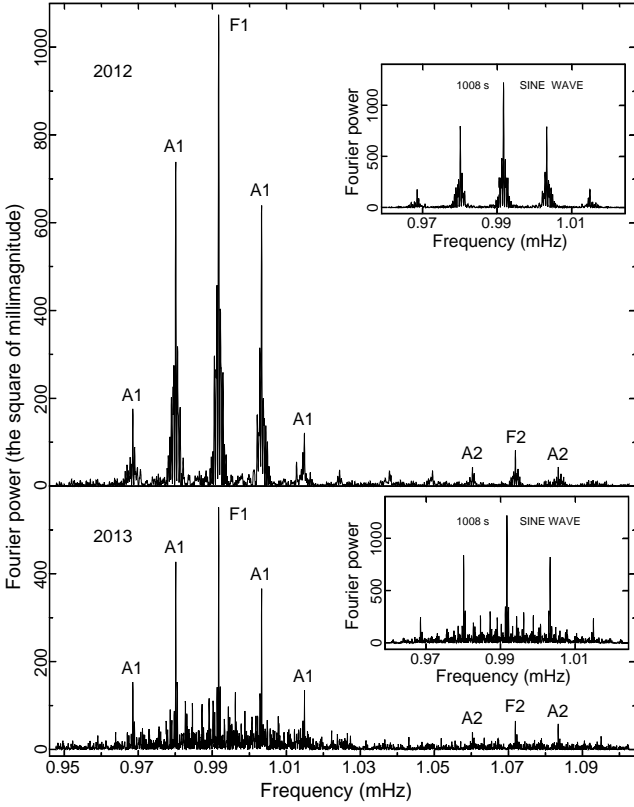 Fourier power (the square of millimagnitude)
1000
800
600
400
200
0
2012
F1
A1
A1
A1
A1
A2
F2
A2
1008 s SINE WAVE
Fourier power
1000
500
0
0.97 0.99 1.01
Frequency (mHz)
400
200
0
2013
F1
A1
A1
A1
A1
A2
F2
A2
1008 s SINE WAVE
Fourier power
1000
500
0
0.97 0.99 1.01
Frequency (mHz)
0.95 0.97 0.99 1.01 1.03 1.05 1.07 1.09
Frequency (mHz)